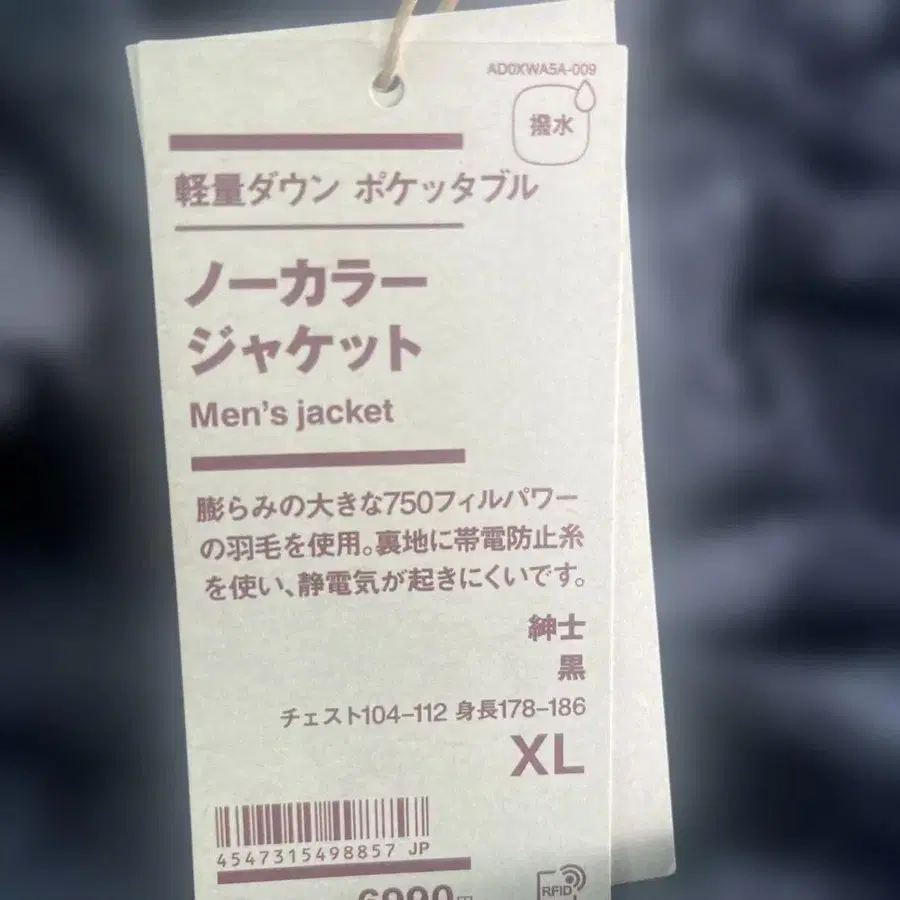 AD0XWA5A-009
撥水
軽量ダウン ポケッタブル
ノーカラー
ジャケット
Men's jacket
膨らみの大きな750フィルパワー
の羽毛を使用。裏地に帯電防止糸
を使い、静電気が起きにくいです。
紳士
黒
チェスト104–112 身長178–186
XL
4547315498857 JP
RFID